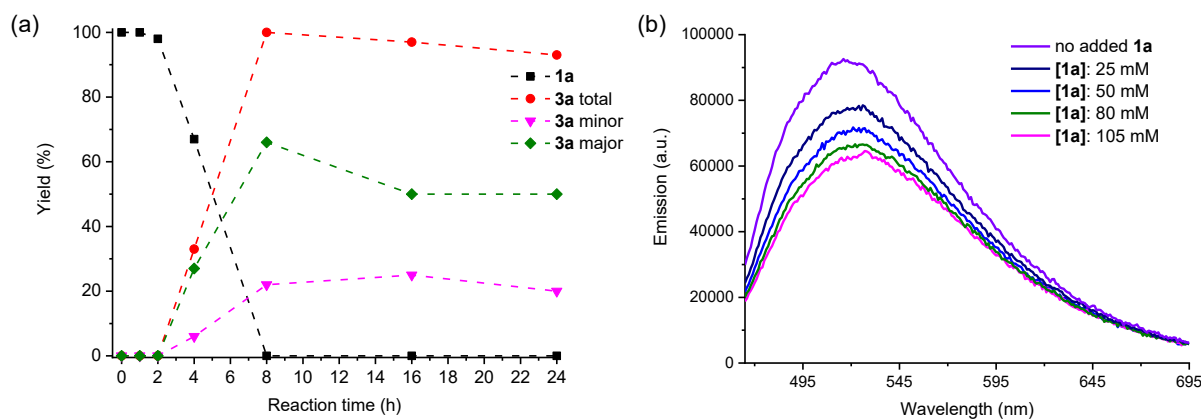 (a)
Yield (%)
100
80
60
40
20
0
1a
3a total
3a minor
3a major
0 2 4 6 8 10 12 14 16 18 20 22 24
Reaction time (h)
(b)
Emission (a.u.)
100000
80000
60000
40000
20000
0
no added 1a
[1a]: 25 mM
[1a]: 50 mM
[1a]: 80 mM
[1a]: 105 mM
495 545 595 645 695
Wavelength (nm)